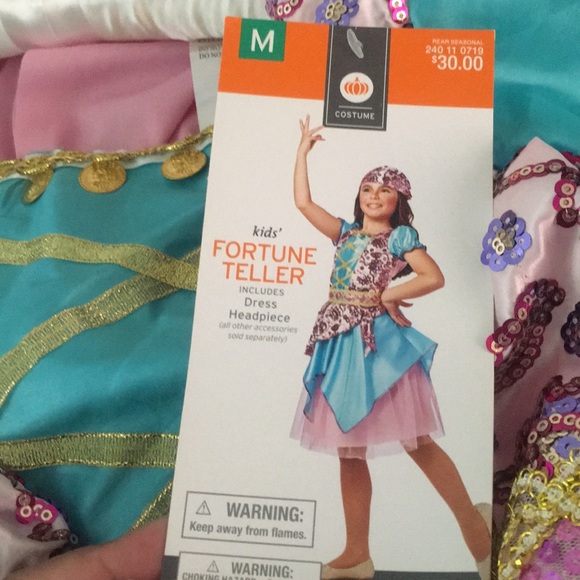 M
REAR SEASONAL
240 11 0719
$30.00
COSTUME
kids'
FORTUNE
TELLER
INCLUDES
Dress
Headpiece
(all other accessories
sold separately)
WARNING:
Keep away from flames.
WARNING: